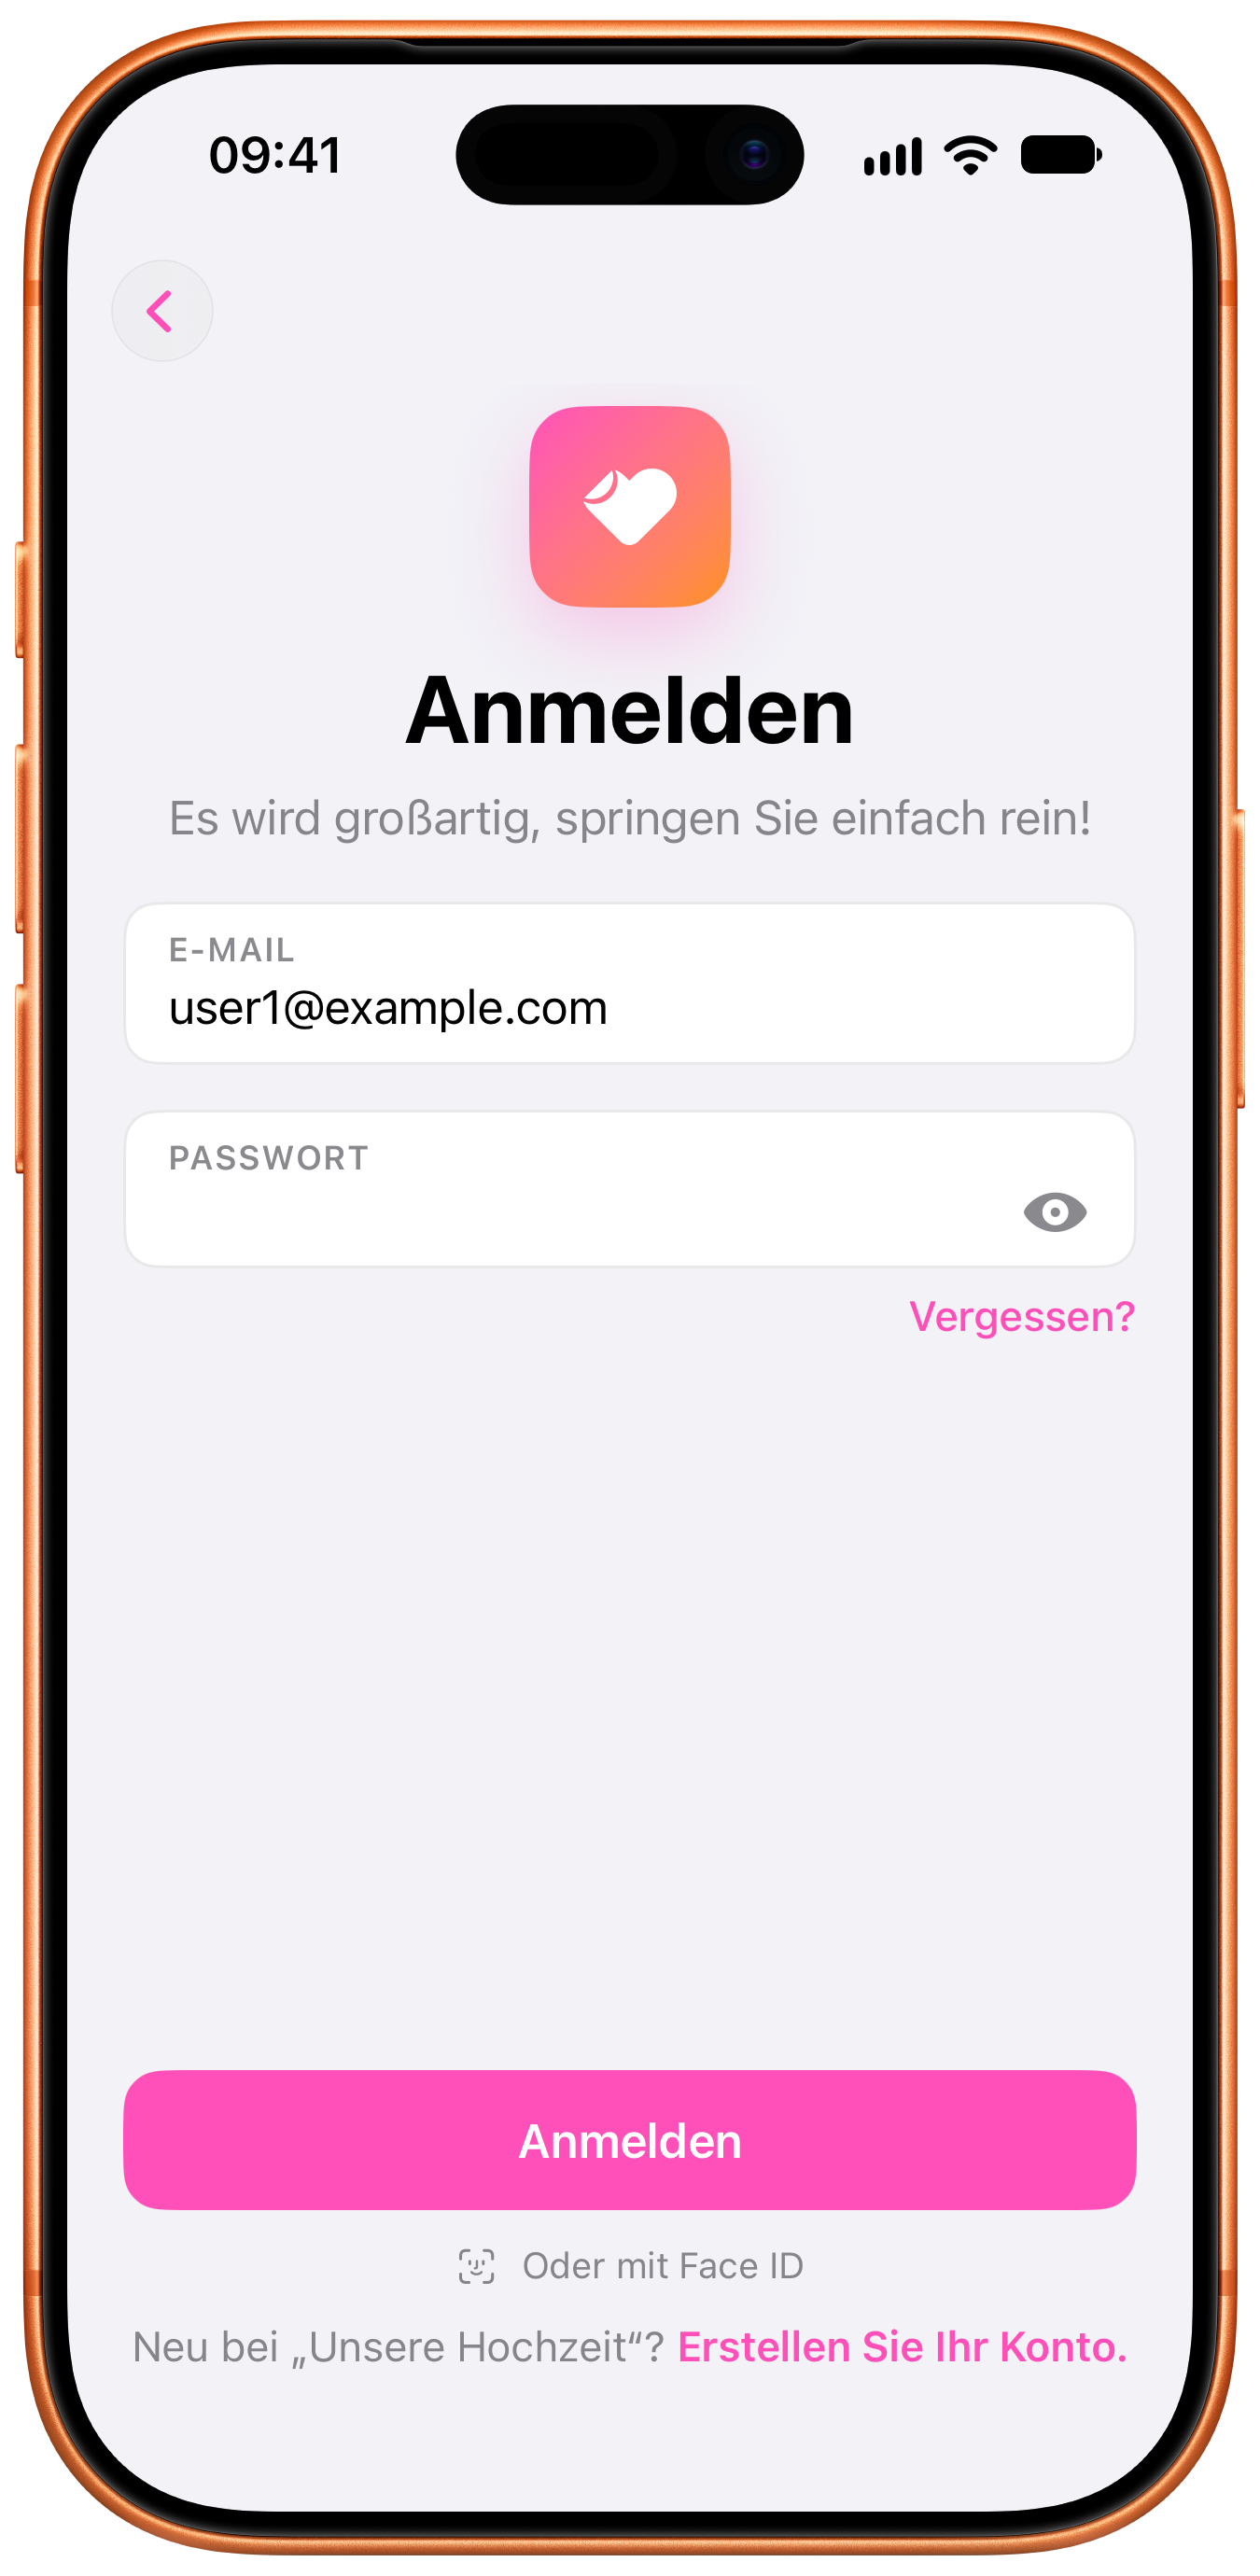 09:41
Anmelden
Es wird großartig, springen Sie einfach rein!
E-MAIL
user1@example.com
PASSWORT
Vergessen?
Anmelden
Oder mit Face ID
Neu bei „Unsere Hochzeit“? Erstellen Sie Ihr Konto.